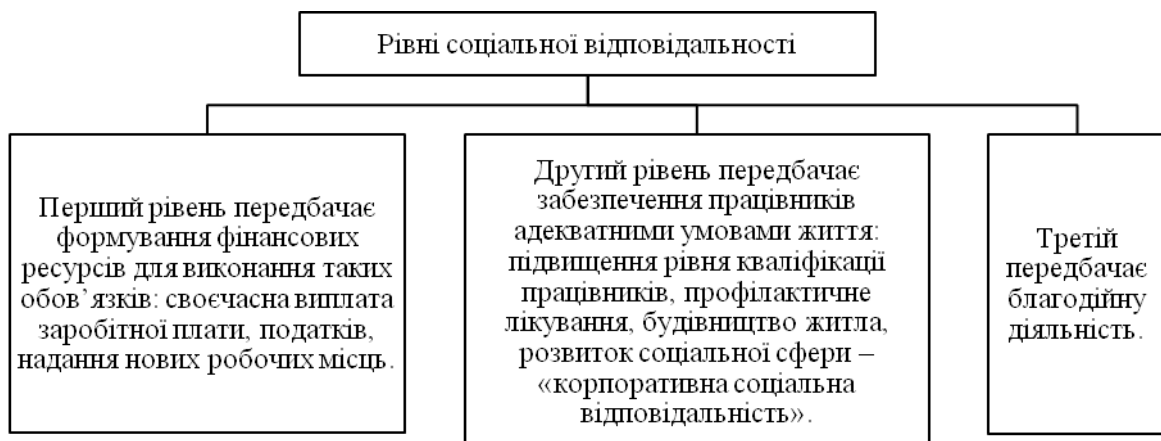 Рівні соціальної відповідальності
Перший рівень передбачає
формування фінансових
ресурсів для виконання таких
обов’язків: своєчасна виплата
заробітної плати, податків,
надання нових робочих місць.
Другий рівень передбачає
забезпечення працівників
адекватними умовами життя:
підвищення рівня кваліфікації
працівників, профілактичне
лікування, будівництво житла,
розвиток соціальної сфери –
«корпоративна соціальна
відповідальність».
Третій
передбачає
благодійну
діяльність.